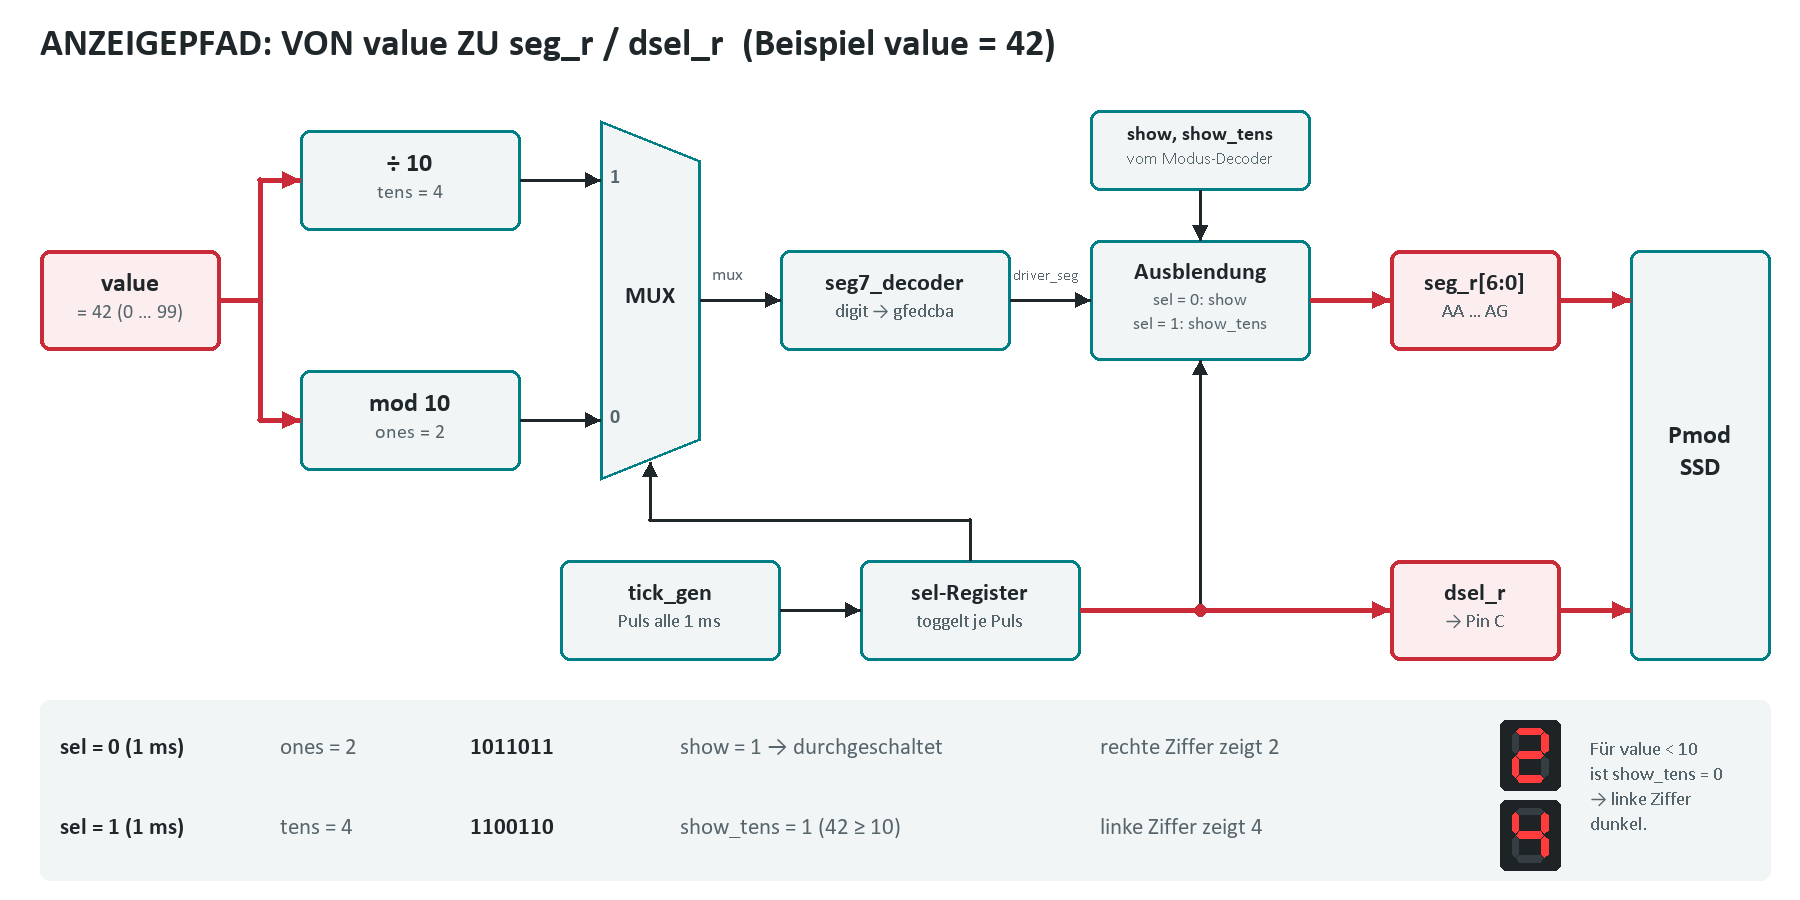 ANZEIGEPFAD: VON value ZU seg_r / dsel_r (Beispiel value = 42)
show, show_tens
vom Modus-Decoder
÷ 10
tens = 4
1
value
= 42 (0 ... 99)
MUX
mux
seg7_decoder
digit → gfedcba
driver_seg
Ausblendung
sel = 0: show
sel = 1: show_tens
seg_r[6:0]
AA ... AG
mod 10
ones = 2
0
Pmod
SSD
tick_gen
Puls alle 1 ms
sel-Register
toggelt je Puls
dsel_r
→ Pin C
sel = 0 (1 ms) ones = 2 1011011 show = 1 → durchgeschaltet rechte Ziffer zeigt 2
2
sel = 1 (1 ms) tens = 4 1100110 show_tens = 1 (42 ≥ 10) linke Ziffer zeigt 4
4
Für value < 10
ist show_tens = 0
→ linke Ziffer
dunkel.